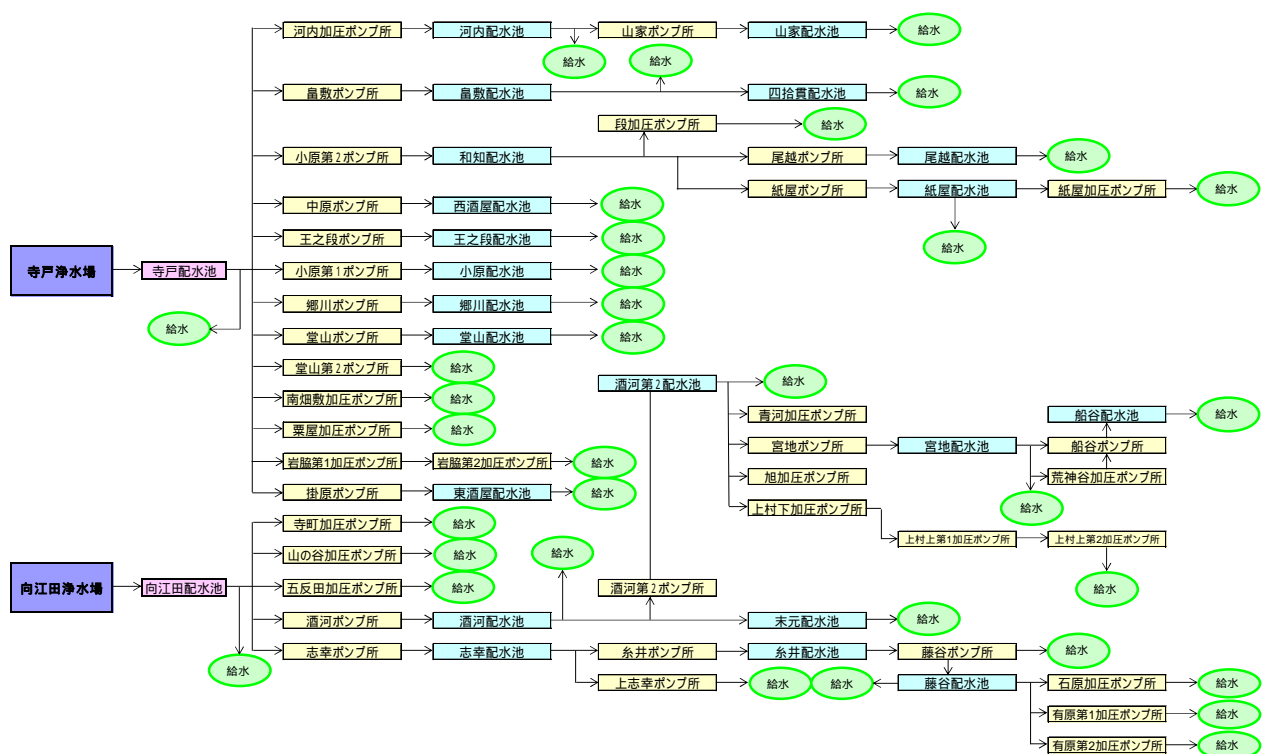 河内加圧ポンプ所
河内配水池
山家ポンプ所
山家配水池
給水
給水
給水
畠敷ポンプ所
畠敷配水池
四拾貫配水池
給水
段加圧ポンプ所
給水
小原第2ポンプ所
和知配水池
尾越ポンプ所
尾越配水池
給水
紙屋ポンプ所
紙屋配水池
紙屋加圧ポンプ所
給水
中原ポンプ所
西酒屋配水池
給水
王之段ポンプ所
王之段配水池
給水
給水
寺戸浄水場
寺戸配水池
小原第1ポンプ所
小原配水池
給水
郷川ポンプ所
郷川配水池
給水
給水
堂山ポンプ所
堂山配水池
給水
堂山第2ポンプ所
給水
酒河第2配水池
給水
南畑敷加圧ポンプ所
給水
青河加圧ポンプ所
船谷配水池
給水
粟屋加圧ポンプ所
給水
宮地ポンプ所
宮地配水池
船谷ポンプ所
岩脇第1加圧ポンプ所
岩脇第2加圧ポンプ所
給水
旭加圧ポンプ所
荒神谷加圧ポンプ所
掛原ポンプ所
東酒屋配水池
給水
上村下加圧ポンプ所
給水
寺町加圧ポンプ所
給水
上村上第1加圧ポンプ所
上村上第2加圧ポンプ所
山の谷加圧ポンプ所
給水
給水
向江田浄水場
向江田配水池
五反田加圧ポンプ所
給水
酒河第2ポンプ所
給水
酒河ポンプ所
酒河配水池
末元配水池
給水
志幸ポンプ所
志幸配水池
糸井ポンプ所
糸井配水池
藤谷ポンプ所
給水
給水
上志幸ポンプ所
給水
給水
藤谷配水池
石原加圧ポンプ所
給水
有原第1加圧ポンプ所
給水
有原第2加圧ポンプ所
給水